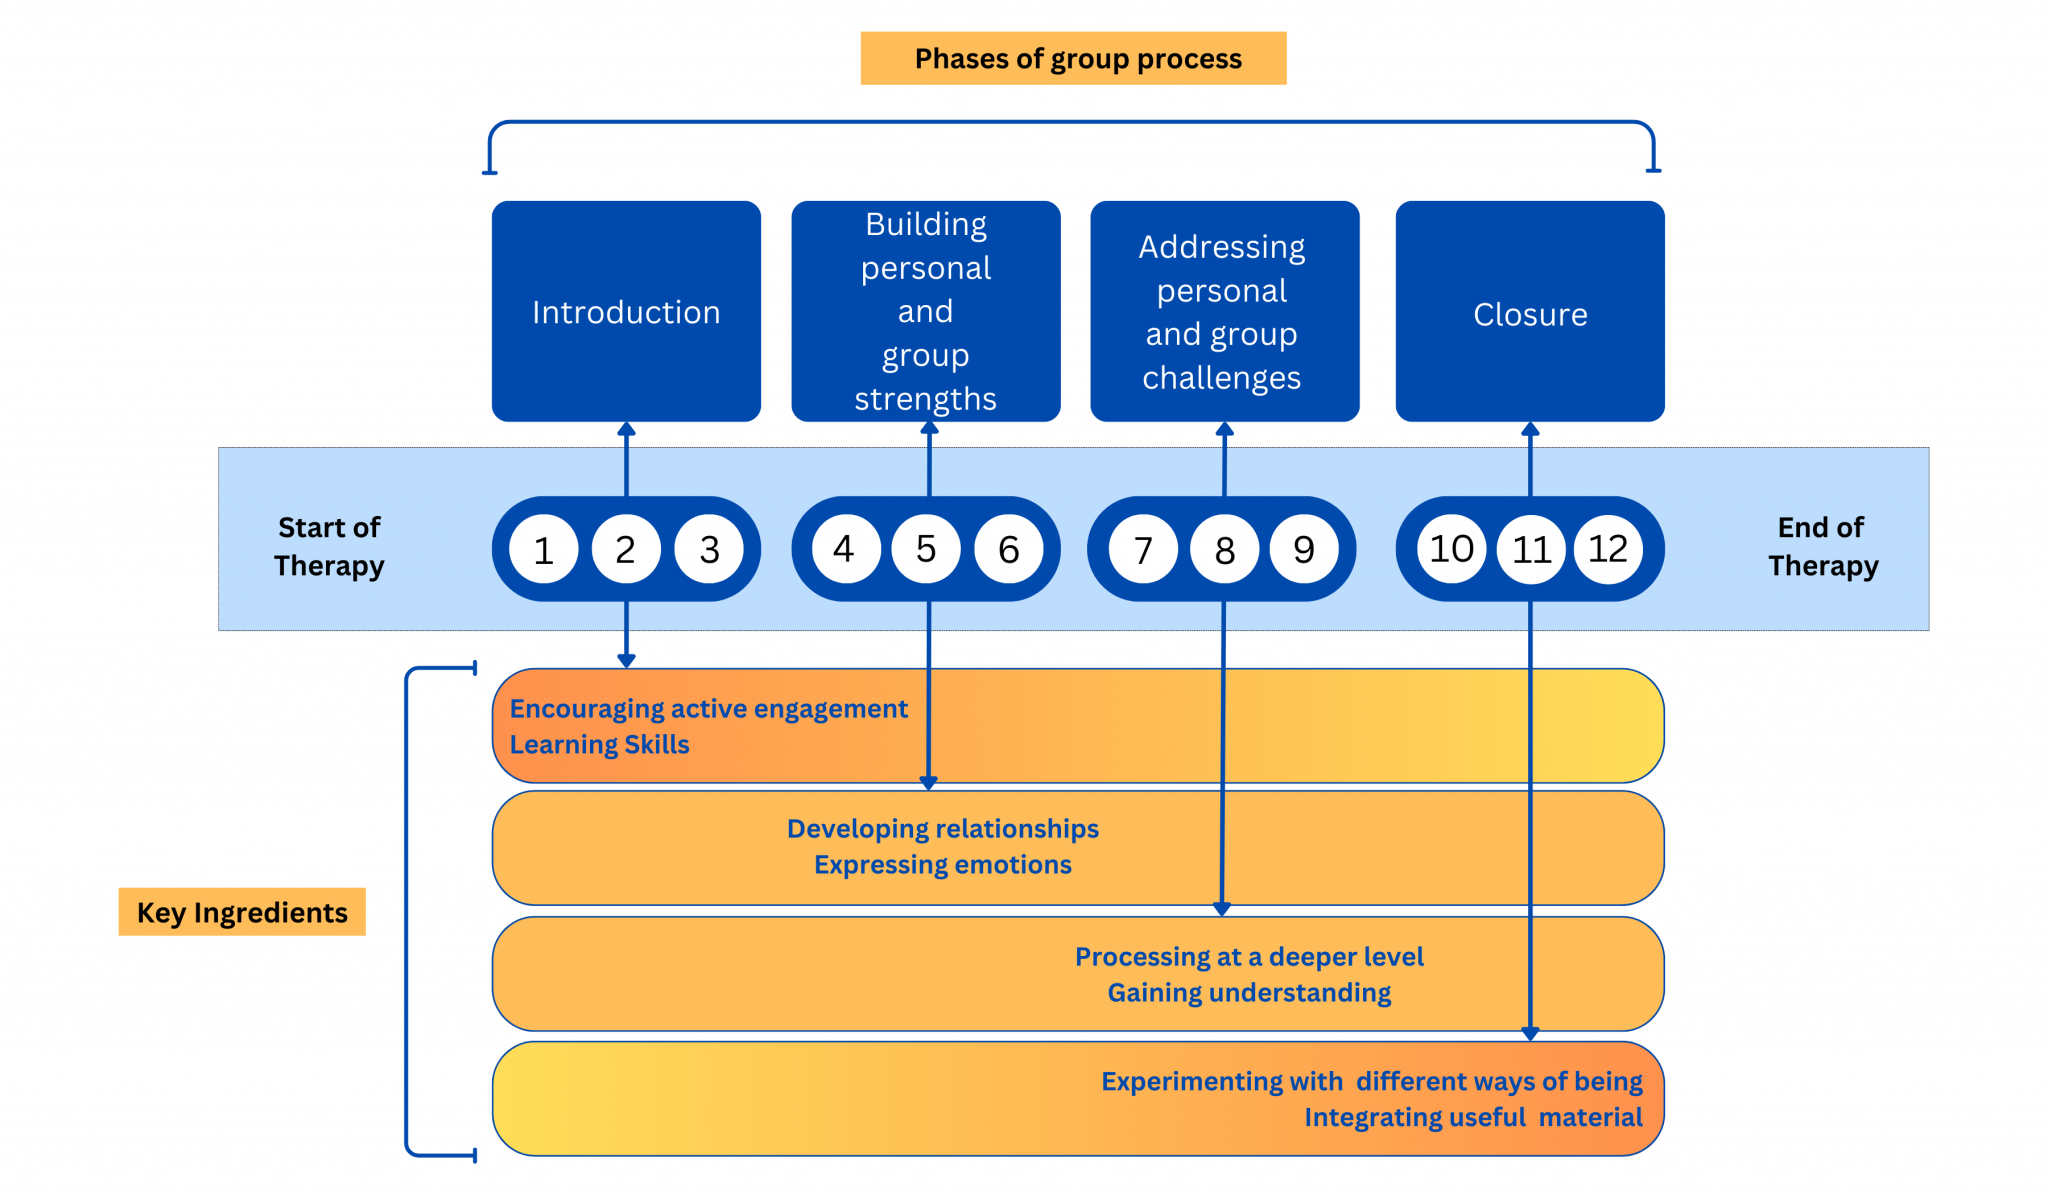 Phases of group process
Introduction
Building
personal
and
group
strengths
Addressing
personal
and group
challenges
Closure
Start of
Therapy
1 2 3
4 5 6
7 8 9
10 11 12
End of
Therapy
Key Ingredients
Encouraging active engagement
Learning Skills
Developing relationships
Expressing emotions
Processing at a deeper level
Gaining understanding
Experimenting with different ways of being
Integrating useful material